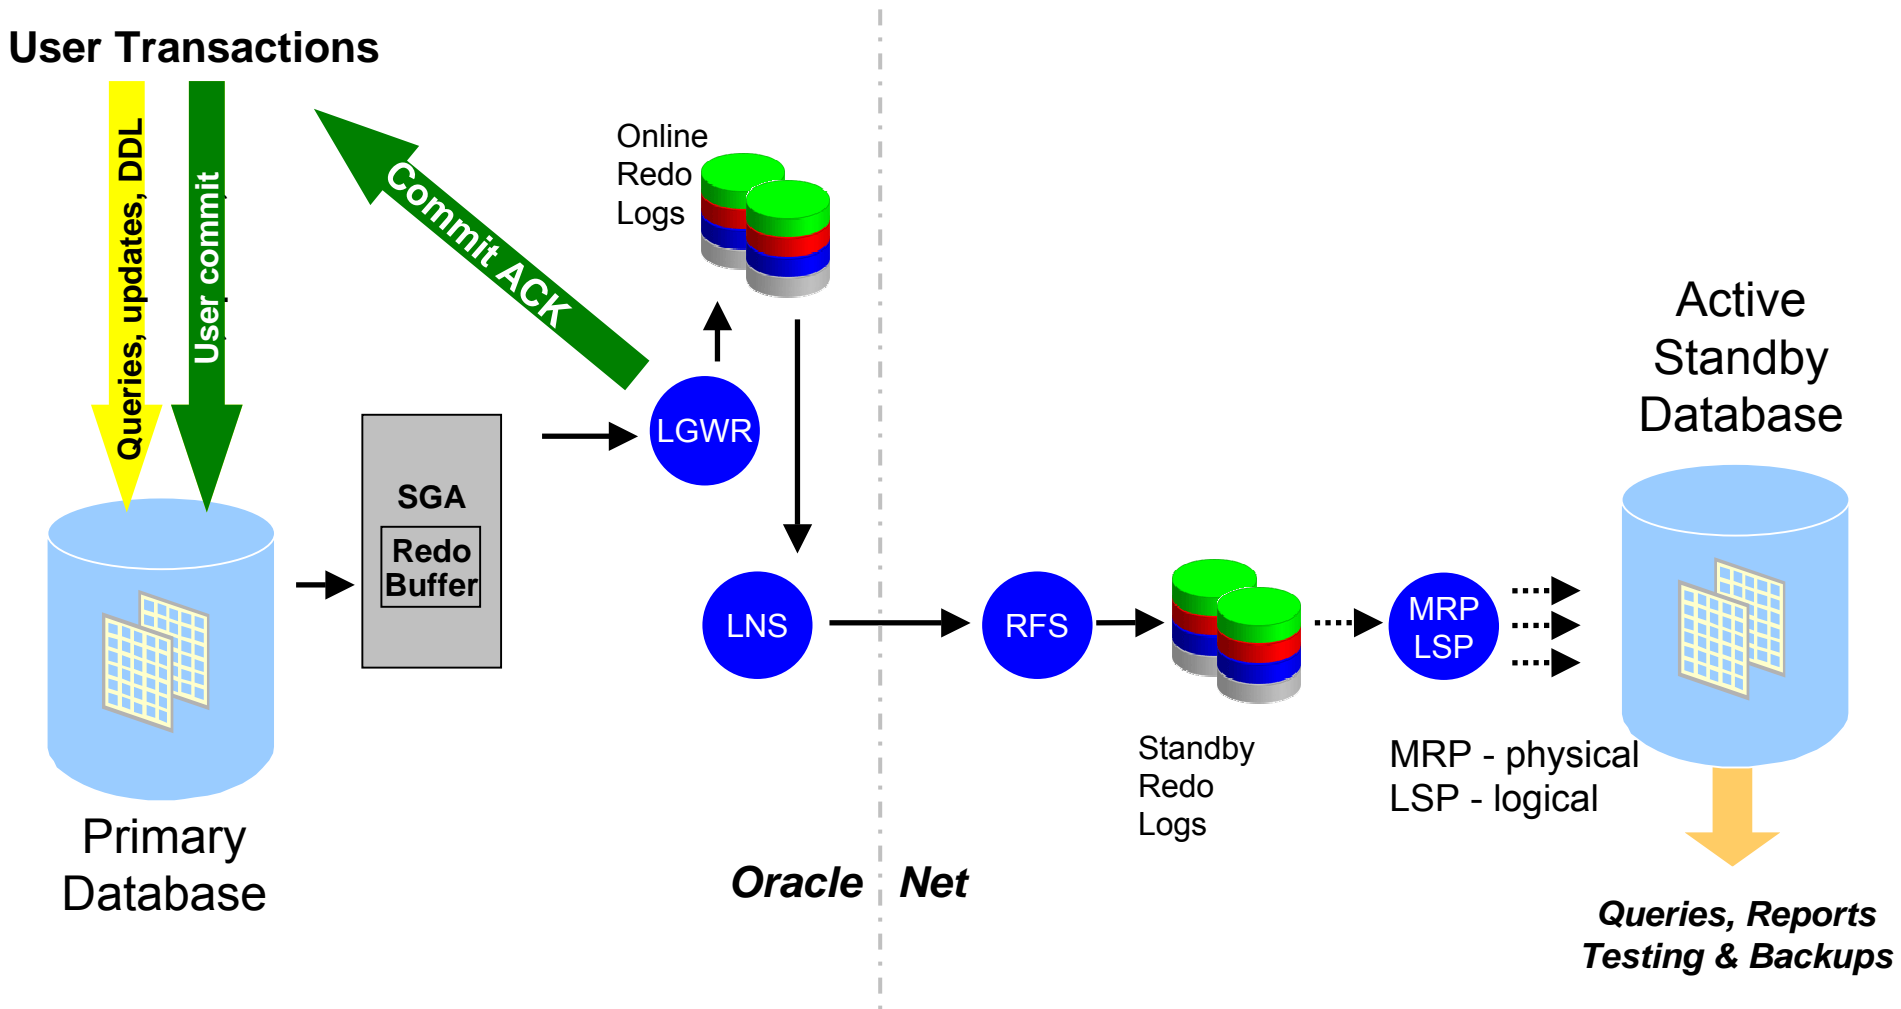 User Transactions
Queries, updates, DDL
User commit
Commit ACK
Online
Redo
Logs
LGWR
SGA
Redo
Buffer
LNS
RFS
MRP
LSP
Active
Standby
Database
Standby
Redo
Logs
MRP - physical
LSP - logical
Primary
Database
Oracle Net
Queries, Reports
Testing & Backups